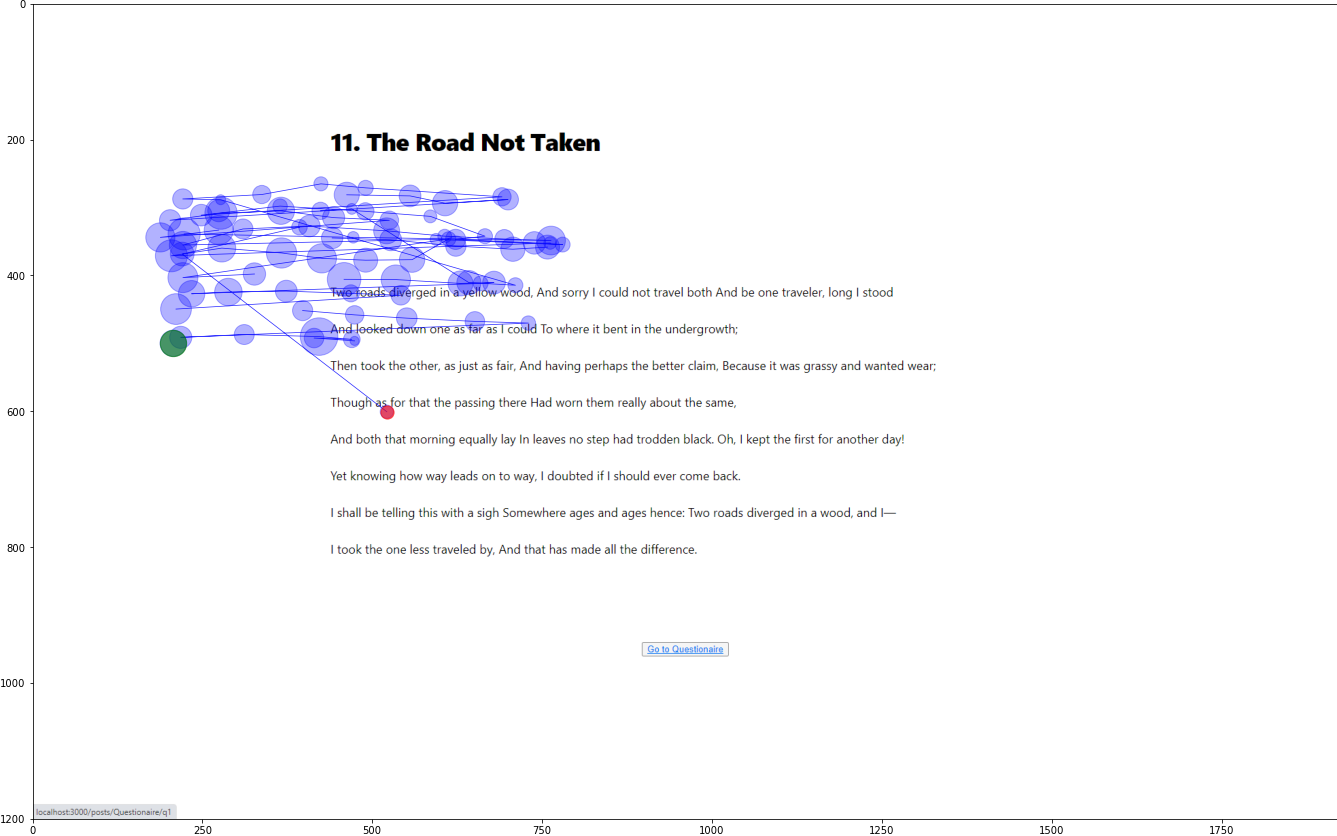 0
200
11. The Road Not Taken
400
Two roads diverged in a yellow wood, And sorry I could not travel both And be one traveler, long I stood
And looked down one as far as I could To where it bent in the undergrowth;
Then took the other, as just as fair, And having perhaps the better claim, Because it was grassy and wanted wear;
Though as for that the passing there Had worn them really about the same,
600
And both that morning equally lay In leaves no step had trodden black. Oh, I kept the first for another day!
Yet knowing how way leads on to way, I doubted if I should ever come back.
I shall be telling this with a sigh Somewhere ages and ages hence: Two roads diverged in a wood, and I—
800
I took the one less traveled by, And that has made all the difference.
Go to Questionaire
1000
localhost:3000/posts/Questionaire/q1
1200
0 250 500 750 1000 1250 1500 1750